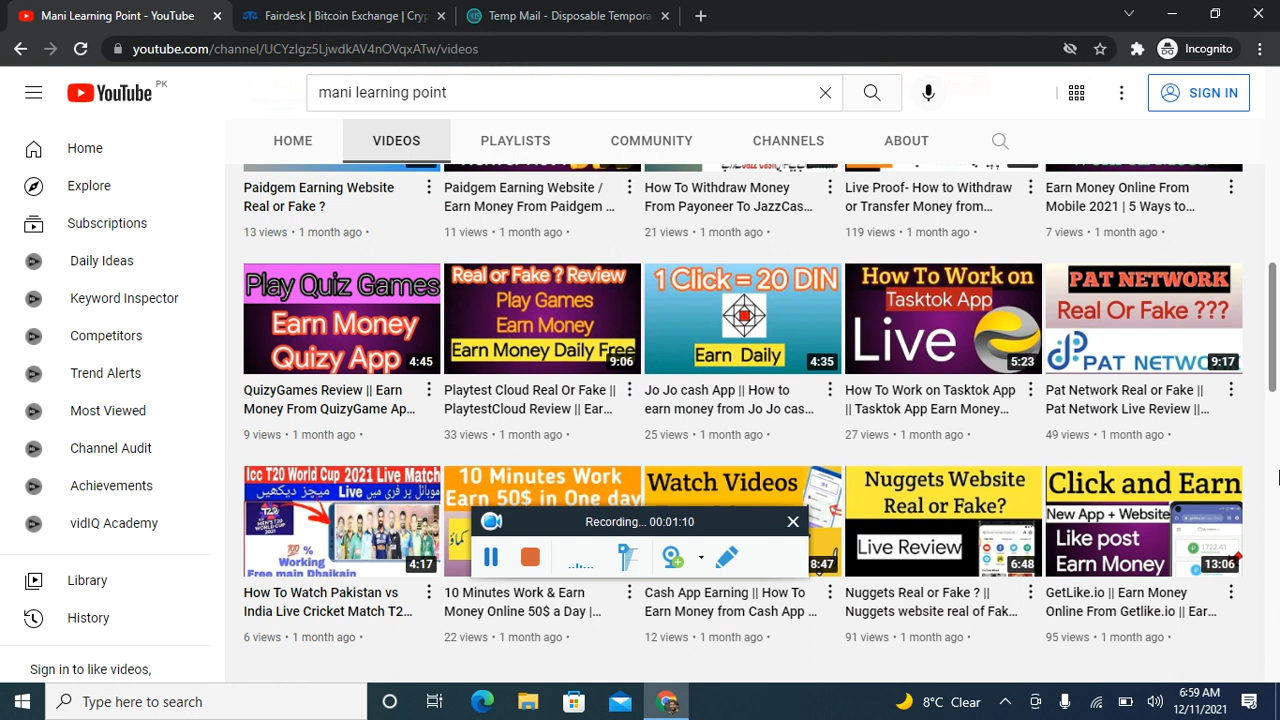 Mani Learning Point - YouTube
Fairdesk | Bitcoin Exchange | Cryp
Temp Mail - Disposable Tempora
youtube.com/channel/UCYzIgz5LjwdkAV4nOVqxATw/videos
Incognito
YouTube PK
mani learning point
SIGN IN
HOME
VIDEOS
PLAYLISTS
COMMUNITY
CHANNELS
ABOUT
Home
Explore
Subscriptions
Daily Ideas
Keyword Inspector
Competitors
Trend Alerts
Most Viewed
Channel Audit
Achievements
vidIQ Academy
Library
History
Sign in to like videos,
Paidgem Earning Website
Real or Fake ?
13 views • 1 month ago •
Paidgem Earning Website /
Earn Money From Paidgem ...
11 views • 1 month ago •
How To Withdraw Money
From Payoneer To JazzCas...
21 views • 1 month ago •
Live Proof- How to Withdraw
or Transfer Money from...
119 views • 1 month ago •
Earn Money Online From
Mobile 2021 | 5 Ways to...
7 views • 1 month ago •
Play Quiz Games
Earn Money
Quizy App
4:45
QuizyGames Review || Earn
Money From QuizyGame Ap...
9 views • 1 month ago •
Real or Fake ? Review
Play Games
Earn Money
Earn Money Daily Free
9:06
Playtest Cloud Real Or Fake ||
PlaytestCloud Review || Ear...
33 views • 1 month ago •
1 Click = 20 DIN
Earn Daily
4:35
Jo Jo cash App || How to
earn money from Jo Jo cas...
25 views • 1 month ago •
How To Work on
Tasktok App
Live
5:23
How To Work on Tasktok App
|| Tasktok App Earn Money...
27 views • 1 month ago •
PAT NETWORK
Real Or Fake ???
PAT NETWORK
9:17
Pat Network Real or Fake ||
Pat Network Live Review ||...
49 views • 1 month ago •
Icc T20 World Cup 2021 Live Match
موبائل پر فری میں Live میچز دیکھیں
100% Working
Free main Dhaikain
4:17
How To Watch Pakistan vs
India Live Cricket Match T2...
6 views • 1 month ago •
10 Minutes Work
Earn 50$ in One day
10 Minutes Work & Earn
Money Online 50$ a Day |...
22 views • 1 month ago •
Watch Videos
8:47
Cash App Earning || How To
Earn Money from Cash App ...
12 views • 1 month ago •
Nuggets Website
Real or Fake?
Live Review
6:48
Nuggets Real or Fake ? ||
Nuggets website real of Fak...
91 views • 1 month ago •
Click and Earn
New App + Website
Like post
Earn Money
13:06
GetLike.io || Earn Money
Online From Getlike.io || Ear...
95 views • 1 month ago •
Recording... 00:01:10
Type here to search
8°C Clear
6:59 AM
12/11/2021